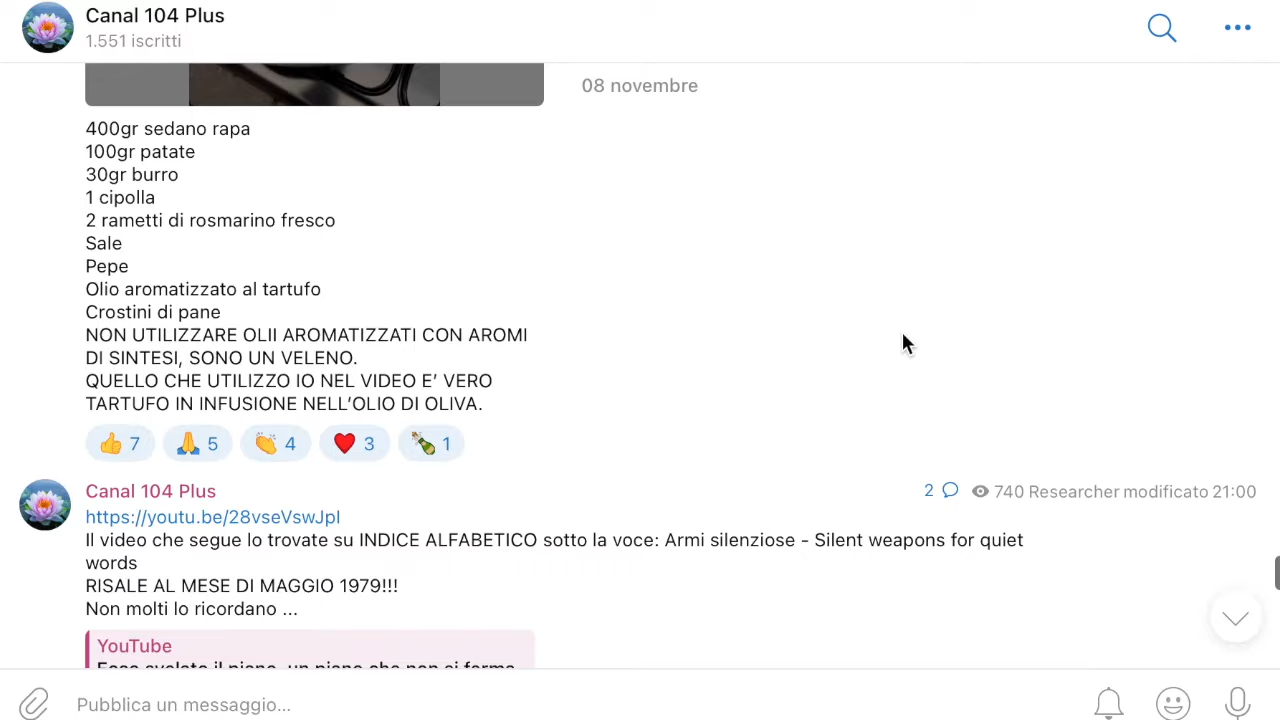 Canal 104 Plus
1.551 iscritti
08 novembre
400gr sedano rapa
100gr patate
30gr burro
1 cipolla
2 rametti di rosmarino fresco
Sale
Pepe
Olio aromatizzato al tartufo
Crostini di pane
NON UTILIZZARE OLII AROMATIZZATI CON AROMI
DI SINTESI, SONO UN VELENO.
QUELLO CHE UTILIZZO IO NEL VIDEO E’ VERO
TARTUFO IN INFUSIONE NELL’OLIO DI OLIVA.
👍 7 🙏 5 👏 4 ❤️ 3 🍾 1
Canal 104 Plus 2 740 Researcher modificato 21:00
https://youtu.be/28vseVswJpI
Il video che segue lo trovate su INDICE ALFABETICO sotto la voce: Armi silenziose - Silent weapons for quiet
words
RISALE AL MESE DI MAGGIO 1979!!!
Non molti lo ricordano ...
YouTube
Ecco svelato il piano, un piano che non si ferma
Pubblica un messaggio...